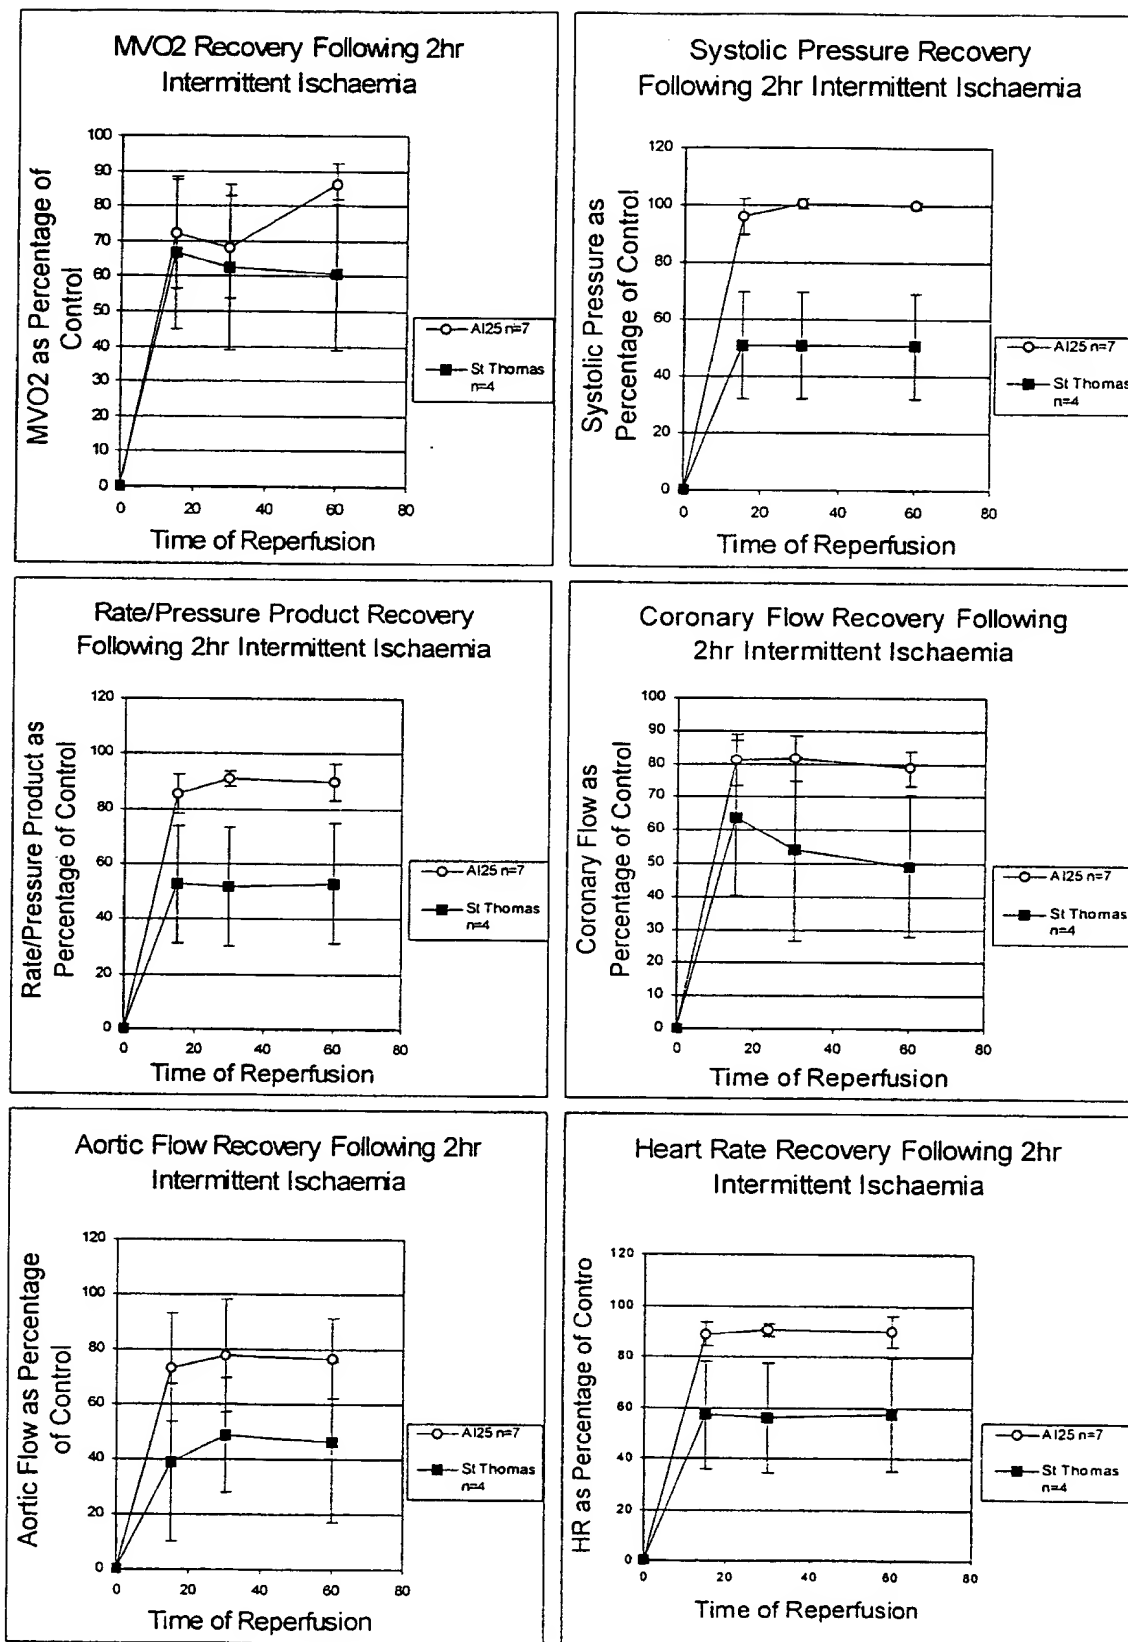 MVO2 Recovery Following 2hr
Intermittent Ischaemia
MVO2 as Percentage of
Control
100
90
80
70
60
50
40
30
20
10
0
0 20 40 60 80
Time of Reperfusion
AI25 n=7
St Thomas
n=4
Systolic Pressure Recovery
Following 2hr Intermittent Ischaemia
Systolic Pressure as
Percentage of Control
120
100
80
60
40
20
0
0 20 40 60 80
Time of Reperfusion
AI25 n=7
St Thomas
n=4
Rate/Pressure Product Recovery
Following 2hr Intermittent Ischaemia
Rate/Pressure Product as
Percentage of Control
120
100
80
60
40
20
0
0 20 40 60 80
Time of Reperfusion
AI25 n=7
St Thomas
n=4
Coronary Flow Recovery Following
2hr Intermittent Ischaemia
Coronary Flow as
Percentage of Control
100
90
80
70
60
50
40
30
20
10
0
0 20 40 60 80
Time of Reperfusion
AI25 n=7
St Thomas
n=4
Aortic Flow Recovery Following 2hr
Intermittent Ischaemia
Aortic Flow as Percentage
of Control
120
100
80
60
40
20
0
0 20 40 60 80
Time of Reperfusion
AI25 n=7
St Thomas
n=4
Heart Rate Recovery Following 2hr
Intermittent Ischaemia
HR as Percentage of Contro
120
100
80
60
40
20
0
0 20 40 60 80
Time of Reperfusion
AI25 n=7
St Thomas
n=4